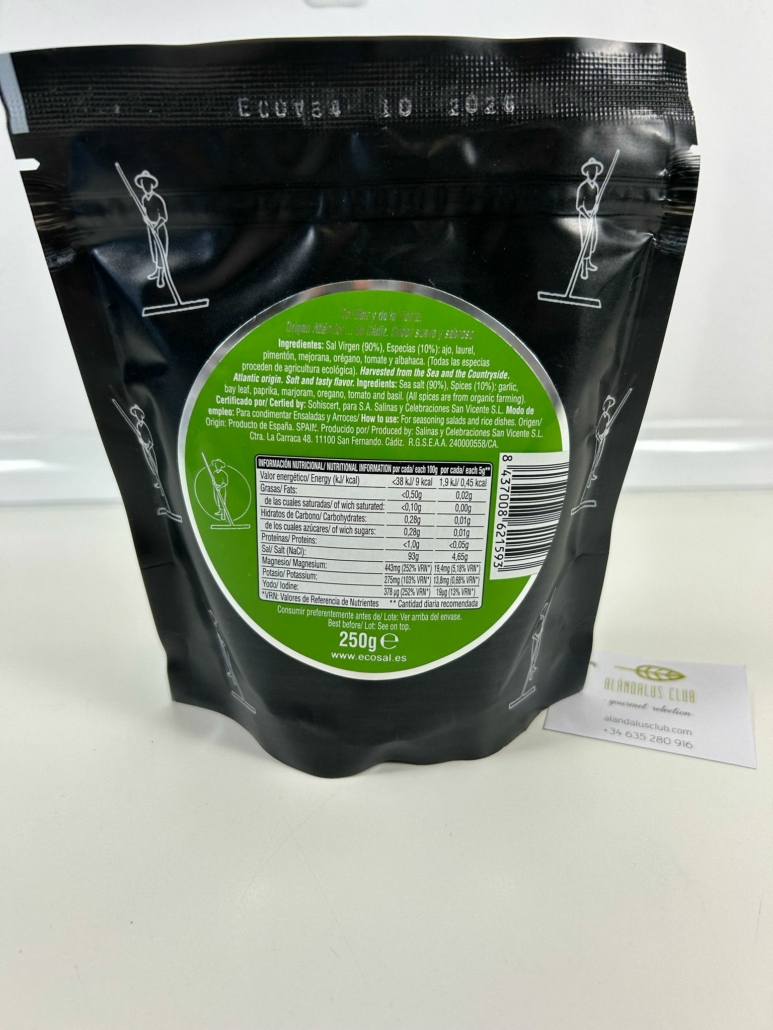 10 2026
Origen
Ingredientes: Sal Virgen (90%), Especias (10%): ajo, laurel,
pimentón, mejorana, orégano, tomate y albahaca. (Todas las especias
proceden de agricultura ecológica). Harvested from the Sea and the Countryside.
Atlantic origin. Soft and tasty flavor. Ingredients: Sea salt (90%), Spices (10%): garlic,
bay leaf, paprika, marjoram, oregano, tomato and basil. (All spices are from organic farming).
Certificado por/ Cerfied by: Sohiscert, para S.A. Salinas y Celebraciones San Vicente S.L. Modo de
empleo: Para condimentar Ensaladas y Arroces/ How to use: For seasoning salads and rice dishes. Origen/
Origin: Producto de España. SPAIN. Producido por/ Produced by: Salinas y Celebraciones San Vicente S.L.
Ctra. La Carraca 48. 11100 San Fernando. Cádiz. R.G.S.E.A.A. 240000558/CA.
INFORMACIÓN NUTRICIONAL/ NUTRITIONAL INFORMATION por cada/ each 100g por cada/ each 5g**
Valor energético/ Energy (kJ/ kcal) <38 kJ/ 9 kcal 1,9 kJ/ 0,45 kcal
Grasas/ Fats: <0,50g 0,02g
de las cuales saturadas/ of wich saturated: <0,10g 0,00g
Hidratos de Carbono/ Carbohydrates: 0,28g 0,01g
de los cuales azúcares/ of wich sugars: 0,28g 0,01g
Proteínas/ Proteins: <1,0g <0,05g
Sal/ Salt (NaCl): 93g 4,65g
Magnesio/ Magnesium: 443mg (252% VRN*) 19,4mg (5,18% VRN*)
Potasio/ Potassium: 275mg (103% VRN*) 13,8mg (0,68% VRN*)
Yodo/ Iodine: 378 µg (252% VRN*) 19µg (13% VRN*)
*VRN: Valores de Referencia de Nutrientes ** Cantidad diaria recomendada
8 437008 621593
Consumir preferentemente antes de/ Lote: Ver arriba del envase.
Best before/ Lot: See on top.
250g e
www.ecosal.es
ALÁNDALUS CLUB
gourmet selection
alandalusclub.com
+34 635 280 916